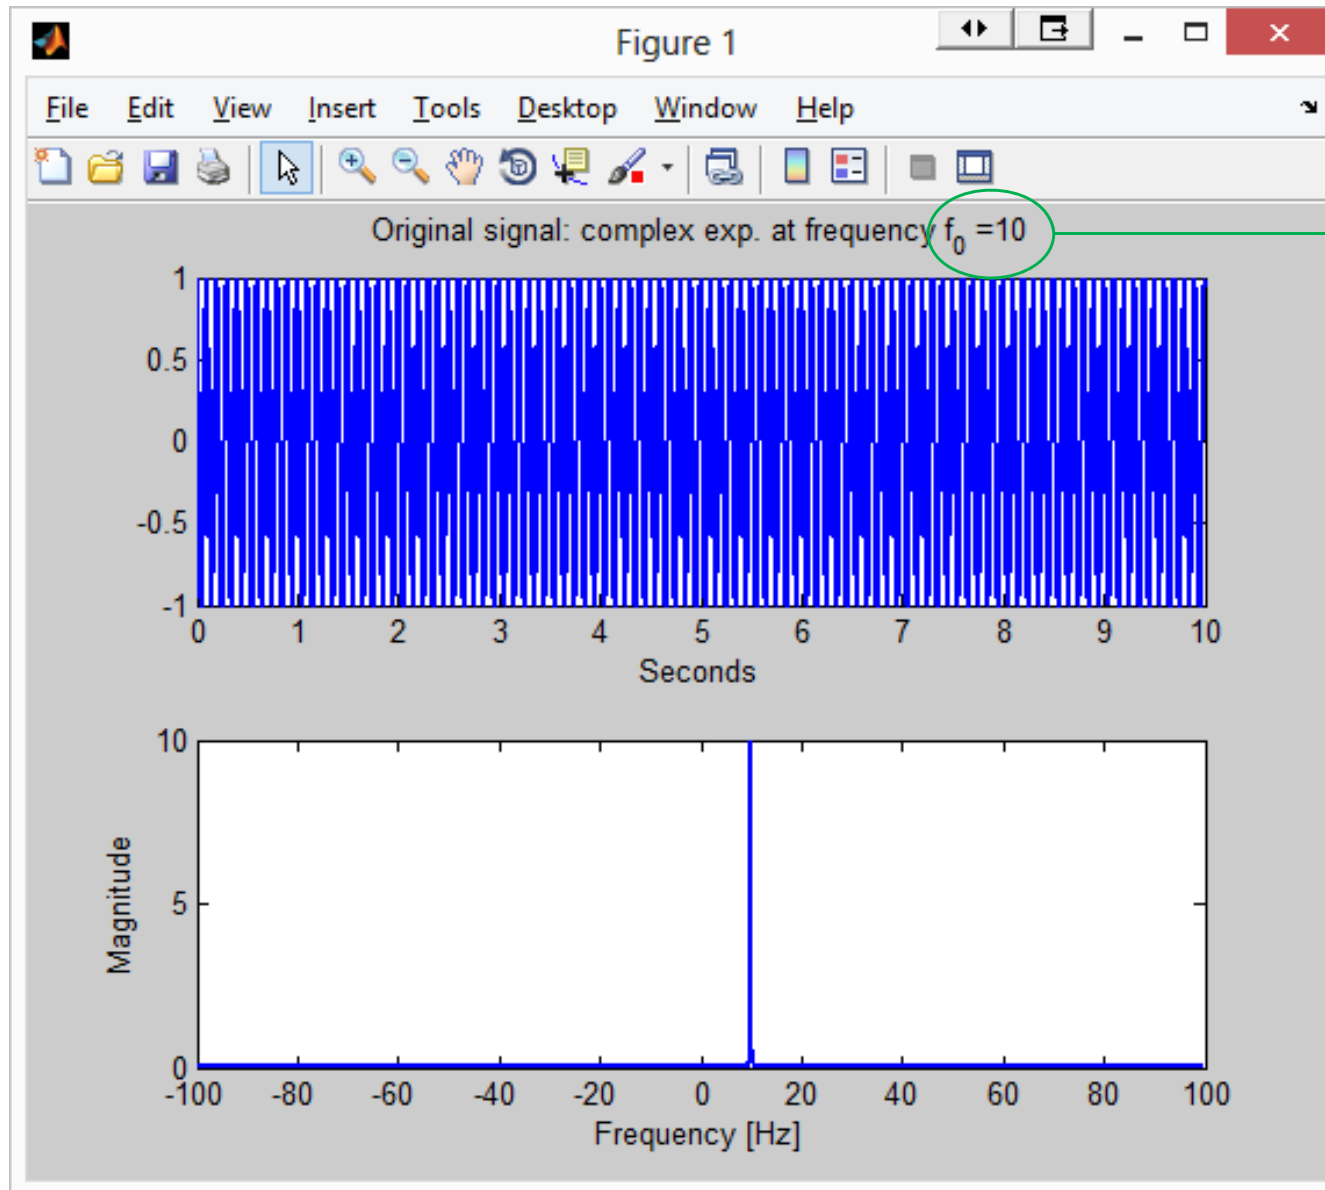 Figure 1
File Edit View Insert Tools Desktop Window Help
Original signal: complex exp. at frequency f0 =10
1
0.5
0
-0.5
-1
0 1 2 3 4 5 6 7 8 9 10
Seconds
10
5
0
Magnitude
-100 -80 -60 -40 -20 0 20 40 60 80 100
Frequency [Hz]